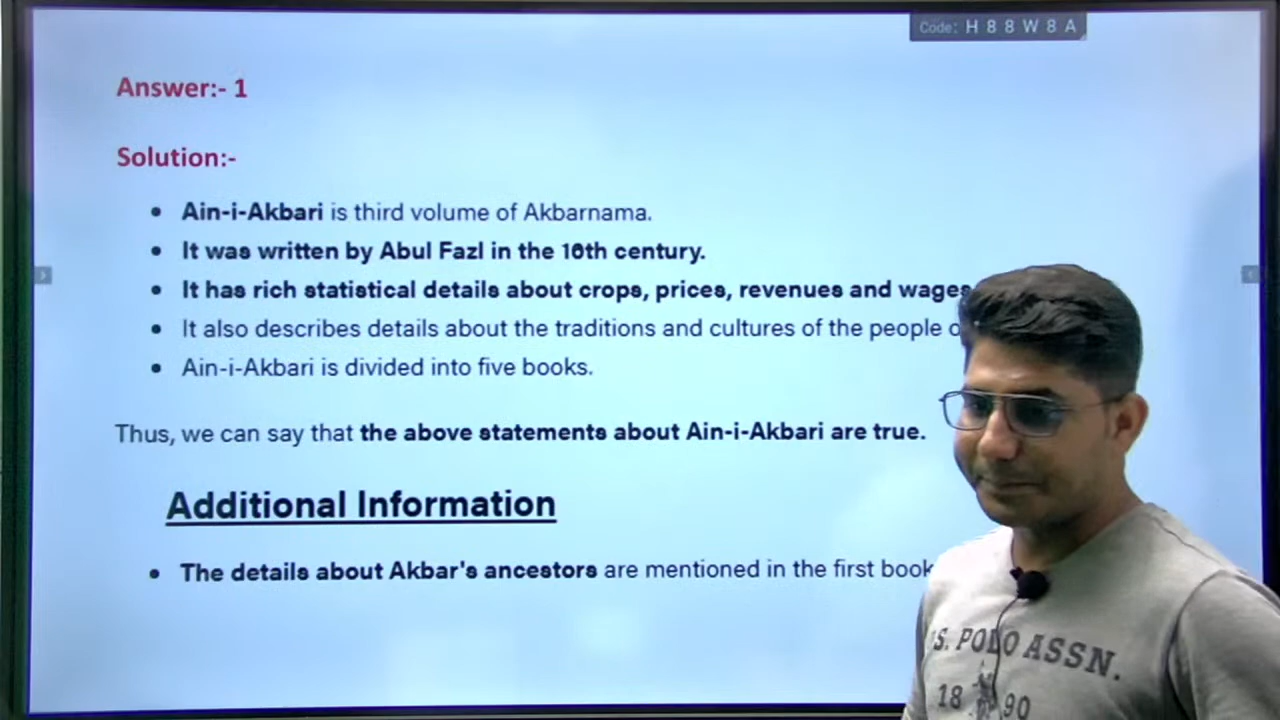 Code: H 8 8 W 8 A
Answer:- 1
Solution:-
• Ain-i-Akbari is third volume of Akbarnama.
• It was written by Abul Fazl in the 16th century.
• It has rich statistical details about crops, prices, revenues and wages
• It also describes details about the traditions and cultures of the people
• Ain-i-Akbari is divided into five books.
Thus, we can say that the above statements about Ain-i-Akbari are true.
Additional Information
• The details about Akbar's ancestors are mentioned in the first book
S. POLO ASSN.
18 90